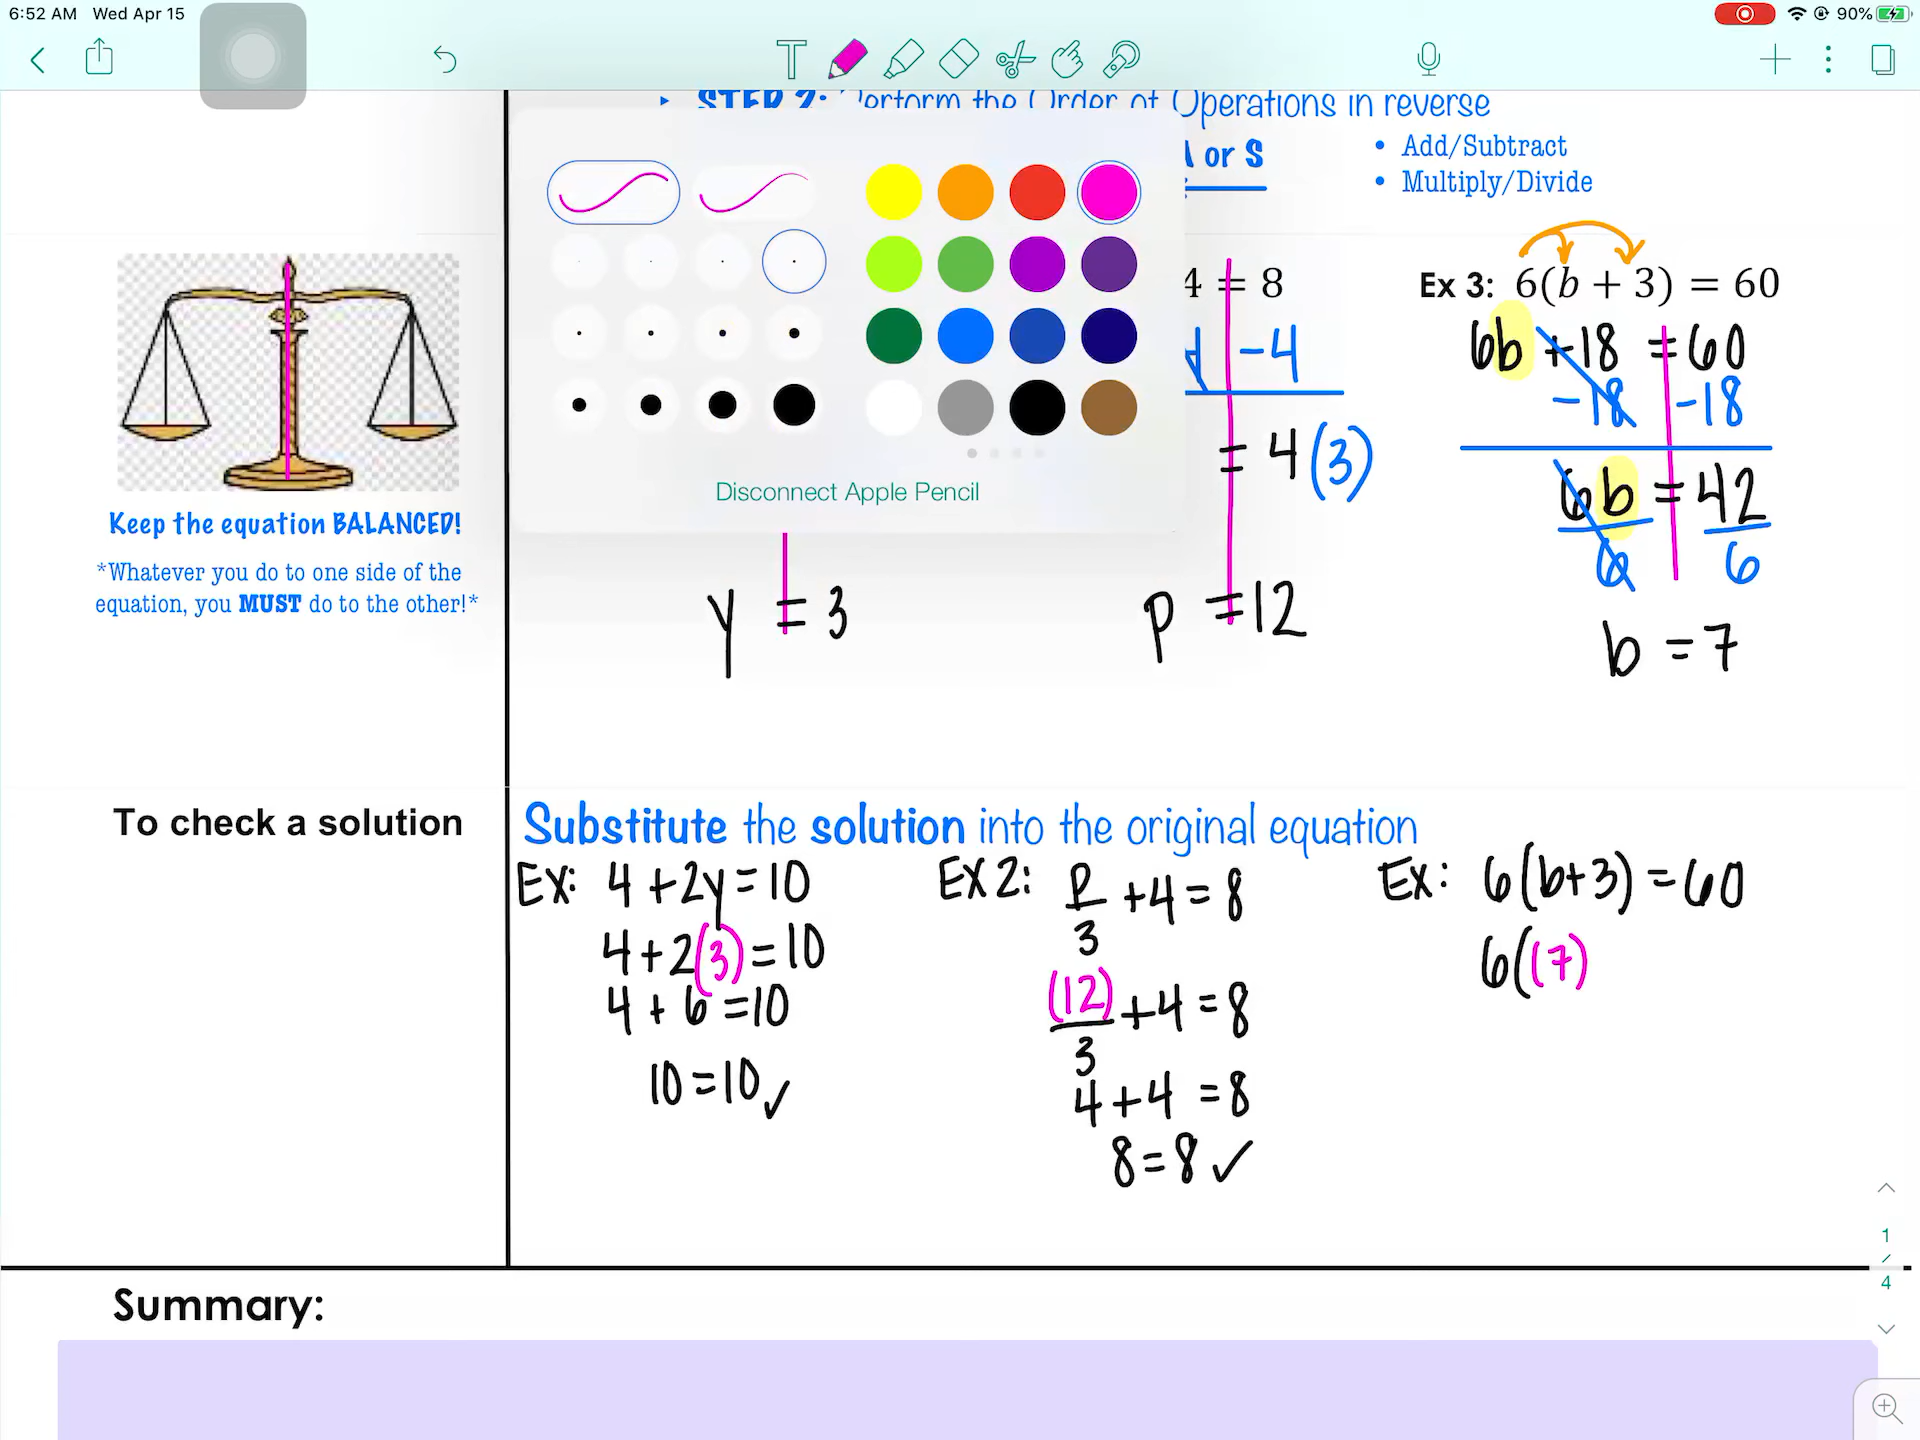 6:52 AM Wed Apr 15
90%
STEP 2: Perform the Order of Operations in reverse
or S
• Add/Subtract
• Multiply/Divide
4 = 8
-4
= 4(3)
p = 12
Disconnect Apple Pencil
y = 3
Ex 3: 6(b + 3) = 60
6b +18 = 60
-18 -18
6b = 42
6 6
b = 7
Keep the equation BALANCED!
*Whatever you do to one side of the
equation, you MUST do to the other!*
To check a solution
Substitute the solution into the original equation
EX: 4+2y=10
4+2(3)=10
4+6=10
10=10✓
EX 2: p/3 +4=8
(12)/3 +4=8
4+4=8
8=8✓
EX: 6(b+3)=60
6((7)
1
/
4
Summary: